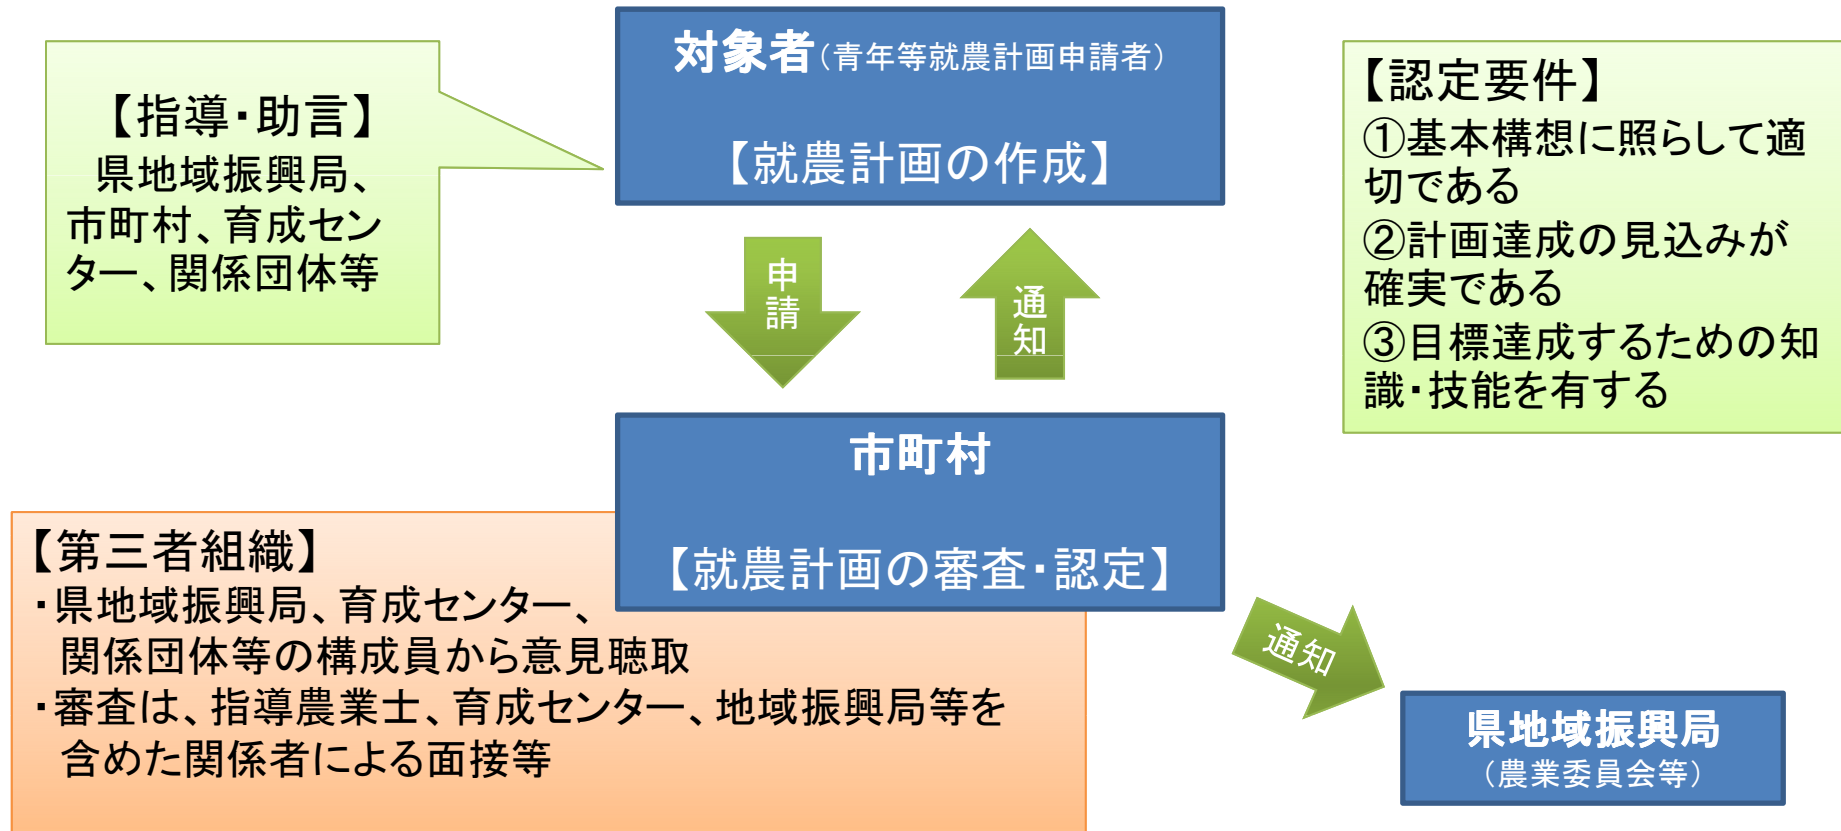 対象者（青年等就農計画申請者）
【就農計画の作成】
【指導・助言】
県地域振興局、
市町村、育成セン
ター、関係団体等
【認定要件】
①基本構想に照らして適
切である
②計画達成の見込みが
確実である
③目標達成するための知
識・技能を有する
申請
通知
市町村
【就農計画の審査・認定】
【第三者組織】
・県地域振興局、育成センター、
関係団体等の構成員から意見聴取
・審査は、指導農業士、育成センター、地域振興局等を
含めた関係者による面接等
通知
県地域振興局
（農業委員会等）